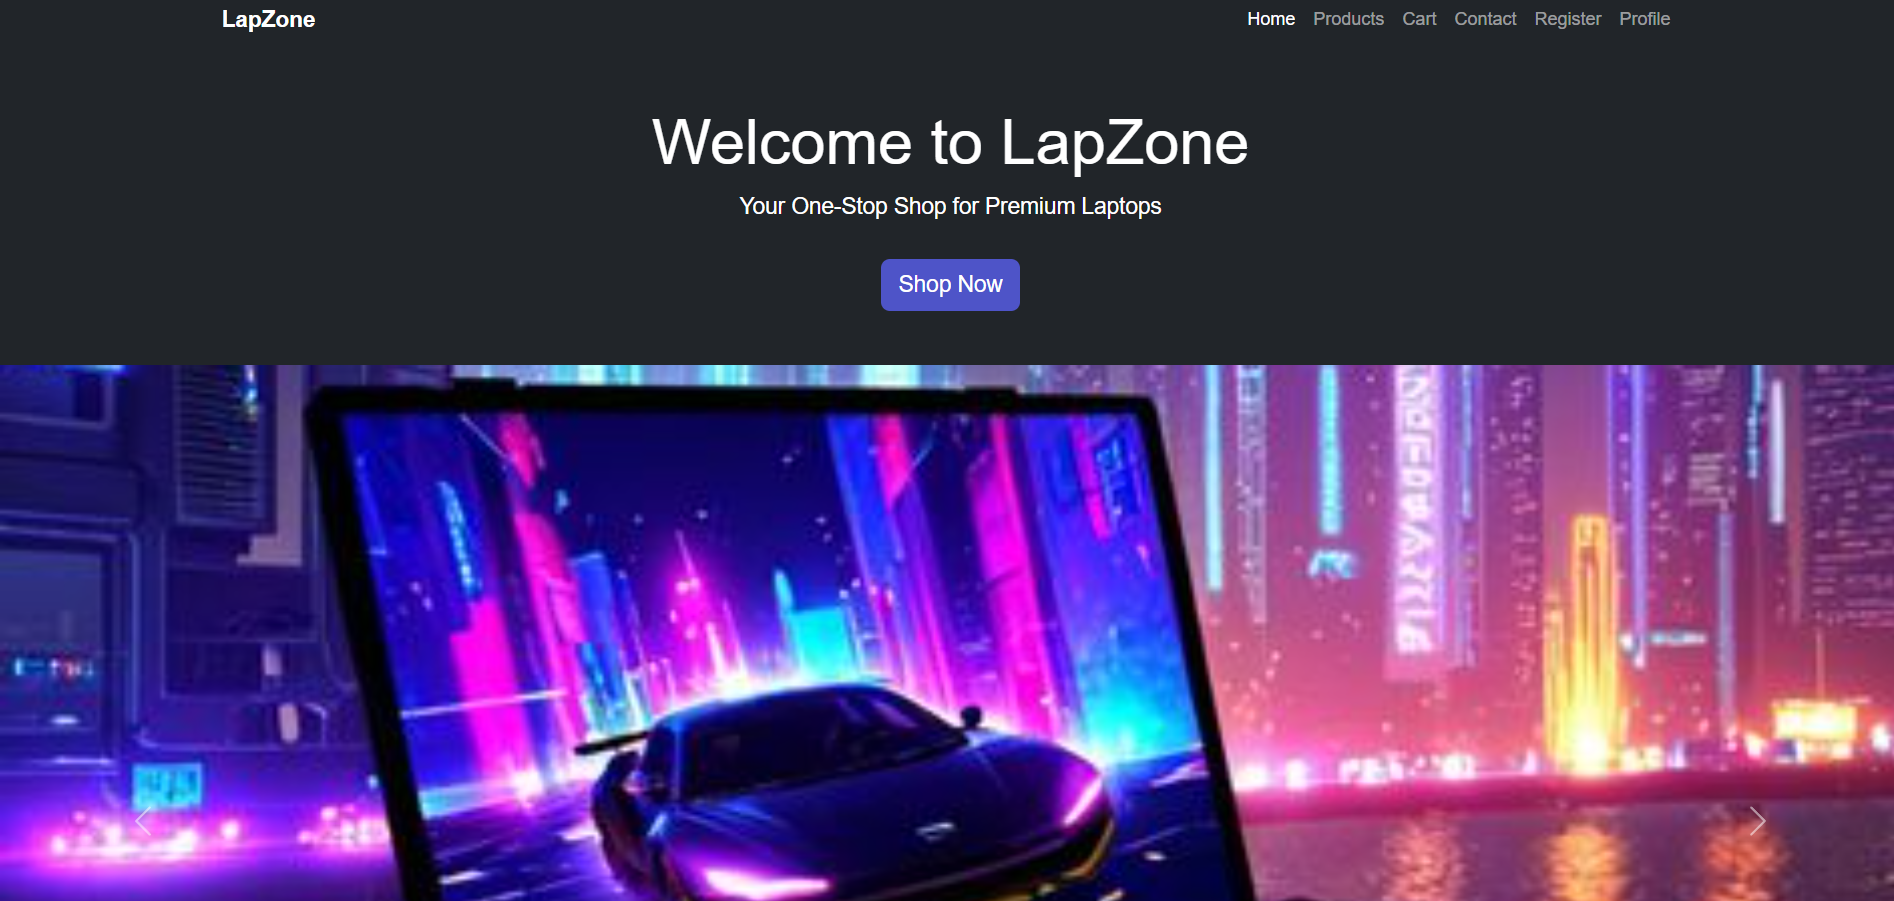 LapZone
Home Products Cart Contact Register Profile
Welcome to LapZone
Your One-Stop Shop for Premium Laptops
Shop Now